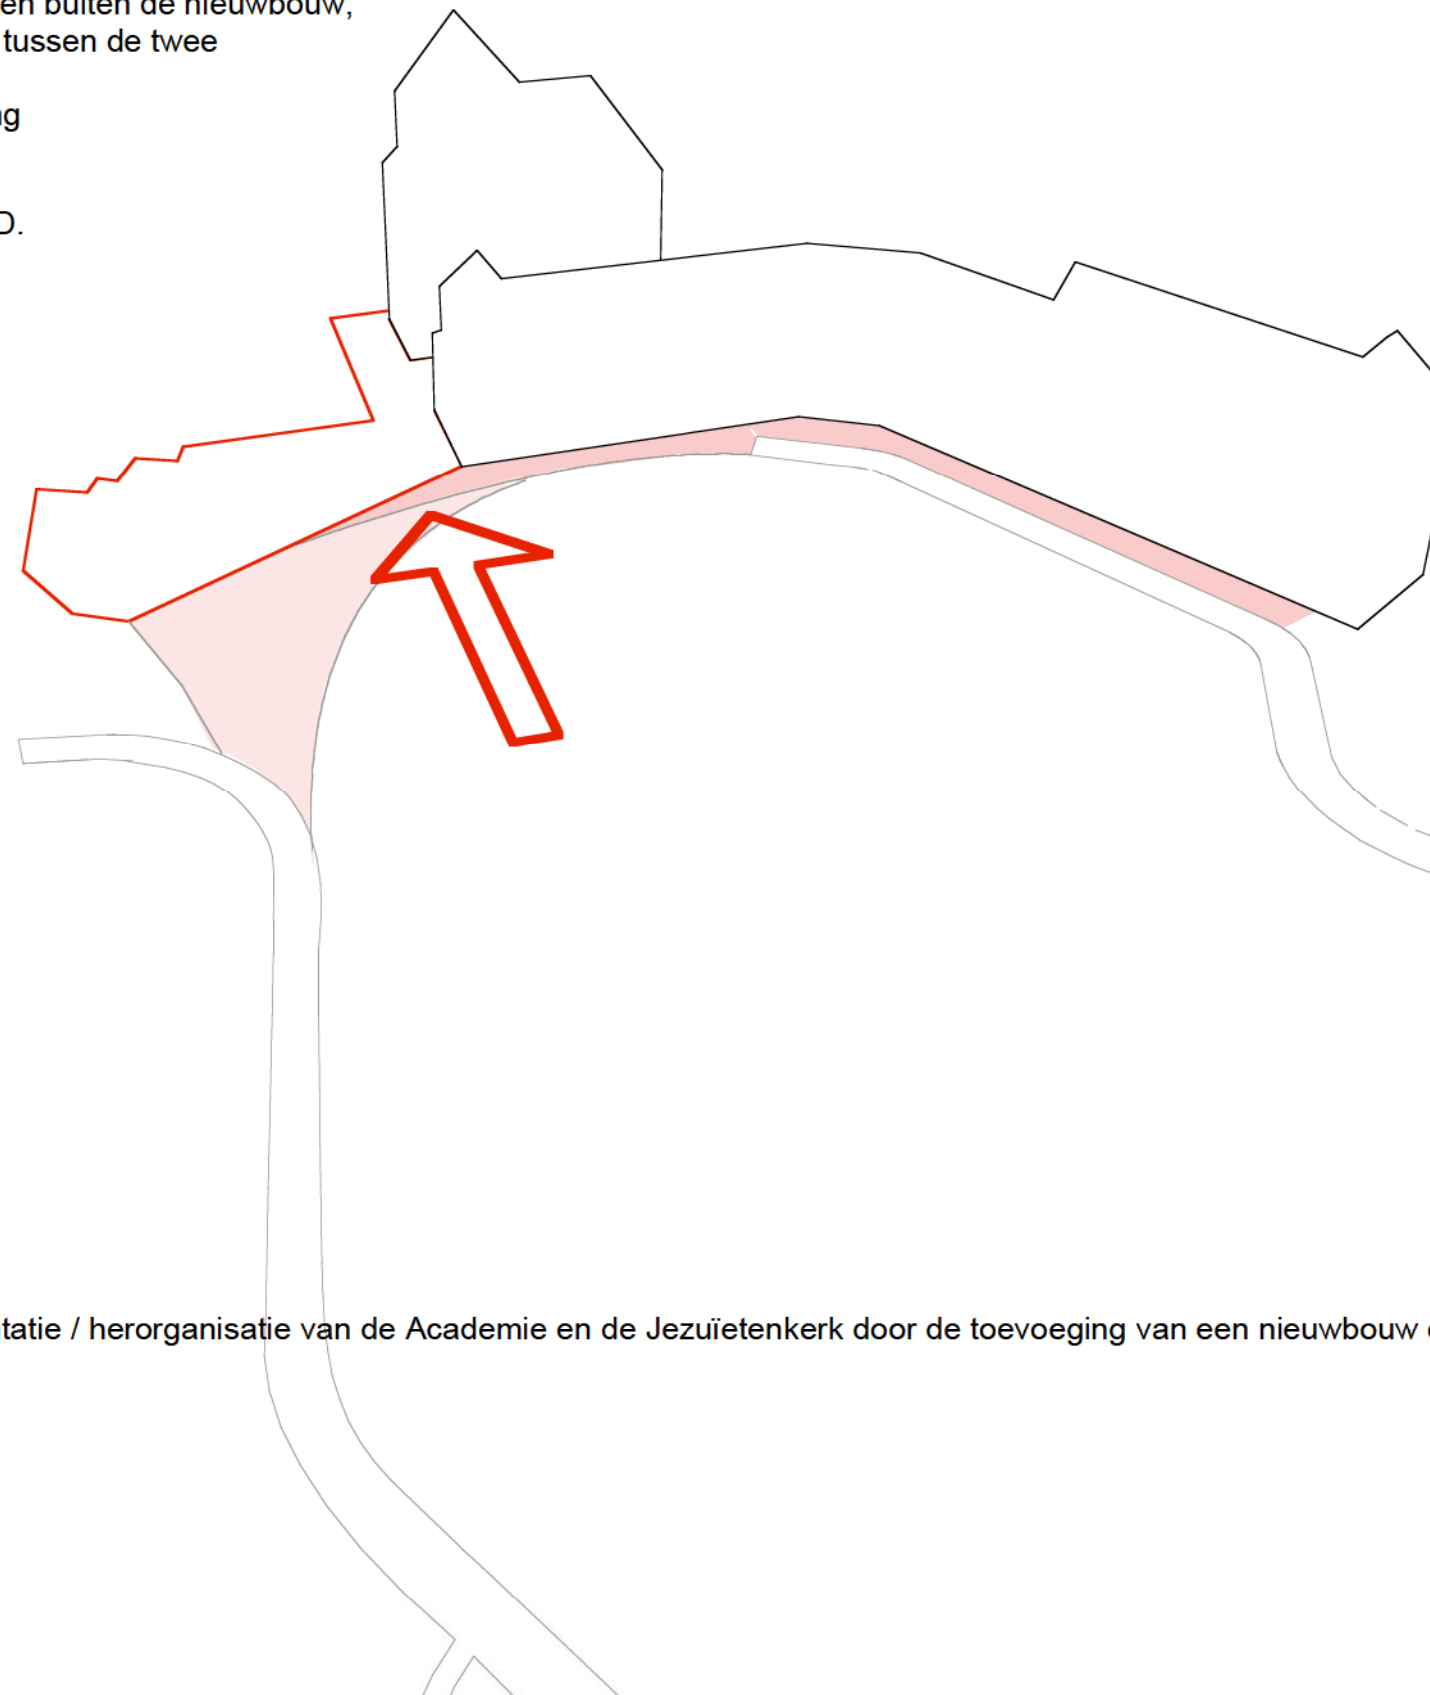 en buiten de nieuwbouw,
tussen de twee
g
D.
tatie / herorganisatie van de Academie en de Jezuïetenkerk door de toevoeging van een nieuwbouw